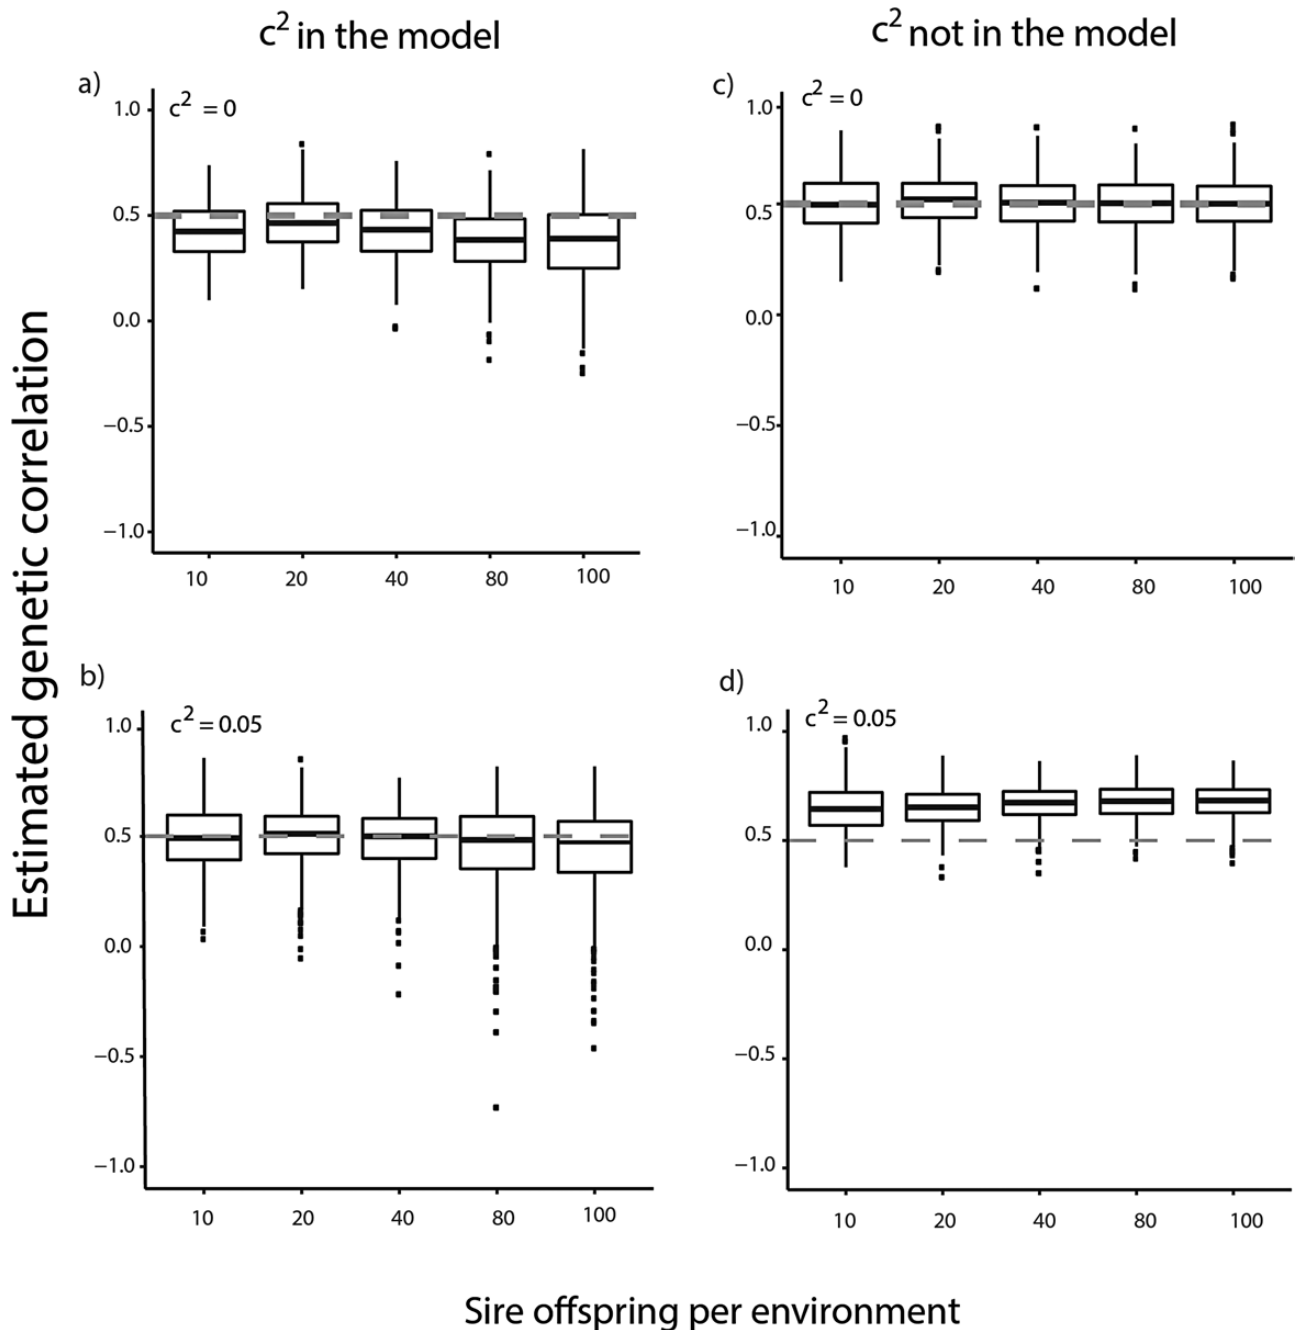 c² in the model
c² not in the model
a)
c² = 0
1.0
0.5
0.0
−0.5
−1.0
10 20 40 80 100
c)
c² = 0
1.0
0.5
0.0
−0.5
−1.0
10 20 40 80 100
Estimated genetic correlation
b)
c² = 0.05
1.0
0.5
0.0
−0.5
−1.0
10 20 40 80 100
d)
c² = 0.05
1.0
0.5
0.0
−0.5
−1.0
10 20 40 80 100
Sire offspring per environment